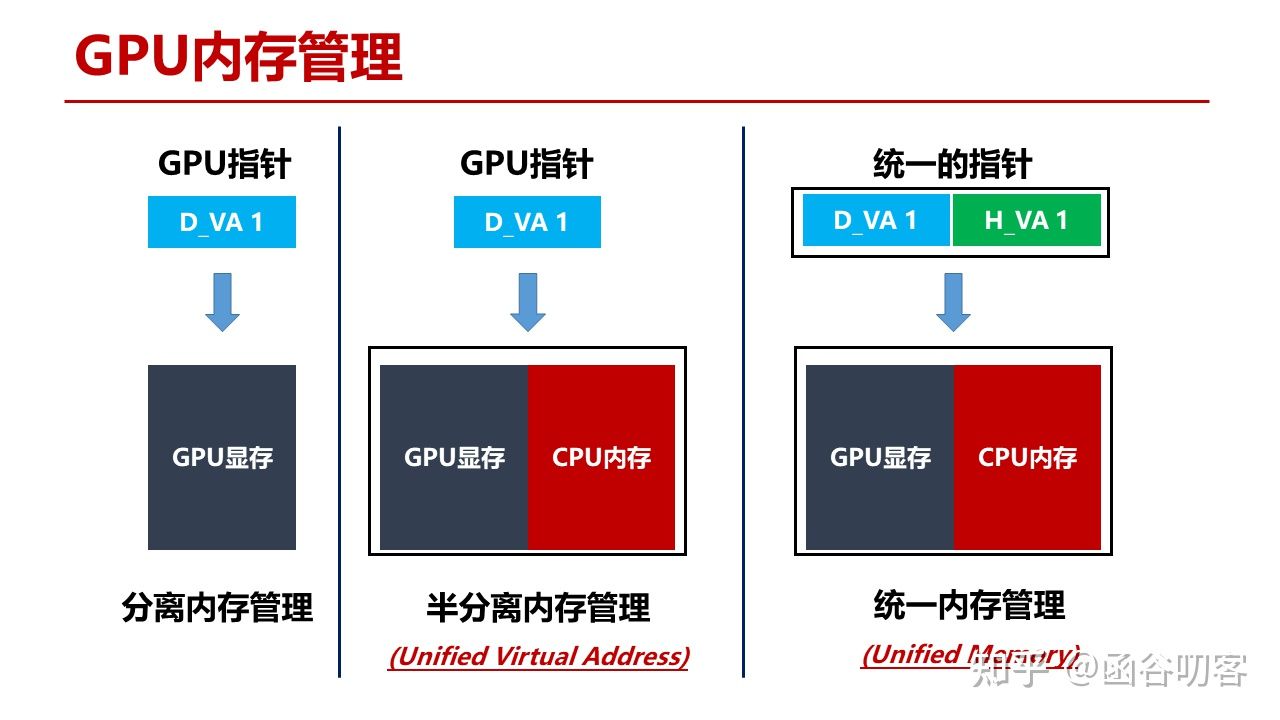 GPU内存管理
GPU指针
D_VA 1
GPU显存
分离内存管理
GPU指针
D_VA 1
GPU显存
CPU内存
半分离内存管理
(Unified Virtual Address)
统一的指针
D_VA 1
H_VA 1
GPU显存
CPU内存
统一内存管理
(Unified Memory)
知乎 @函谷叨客